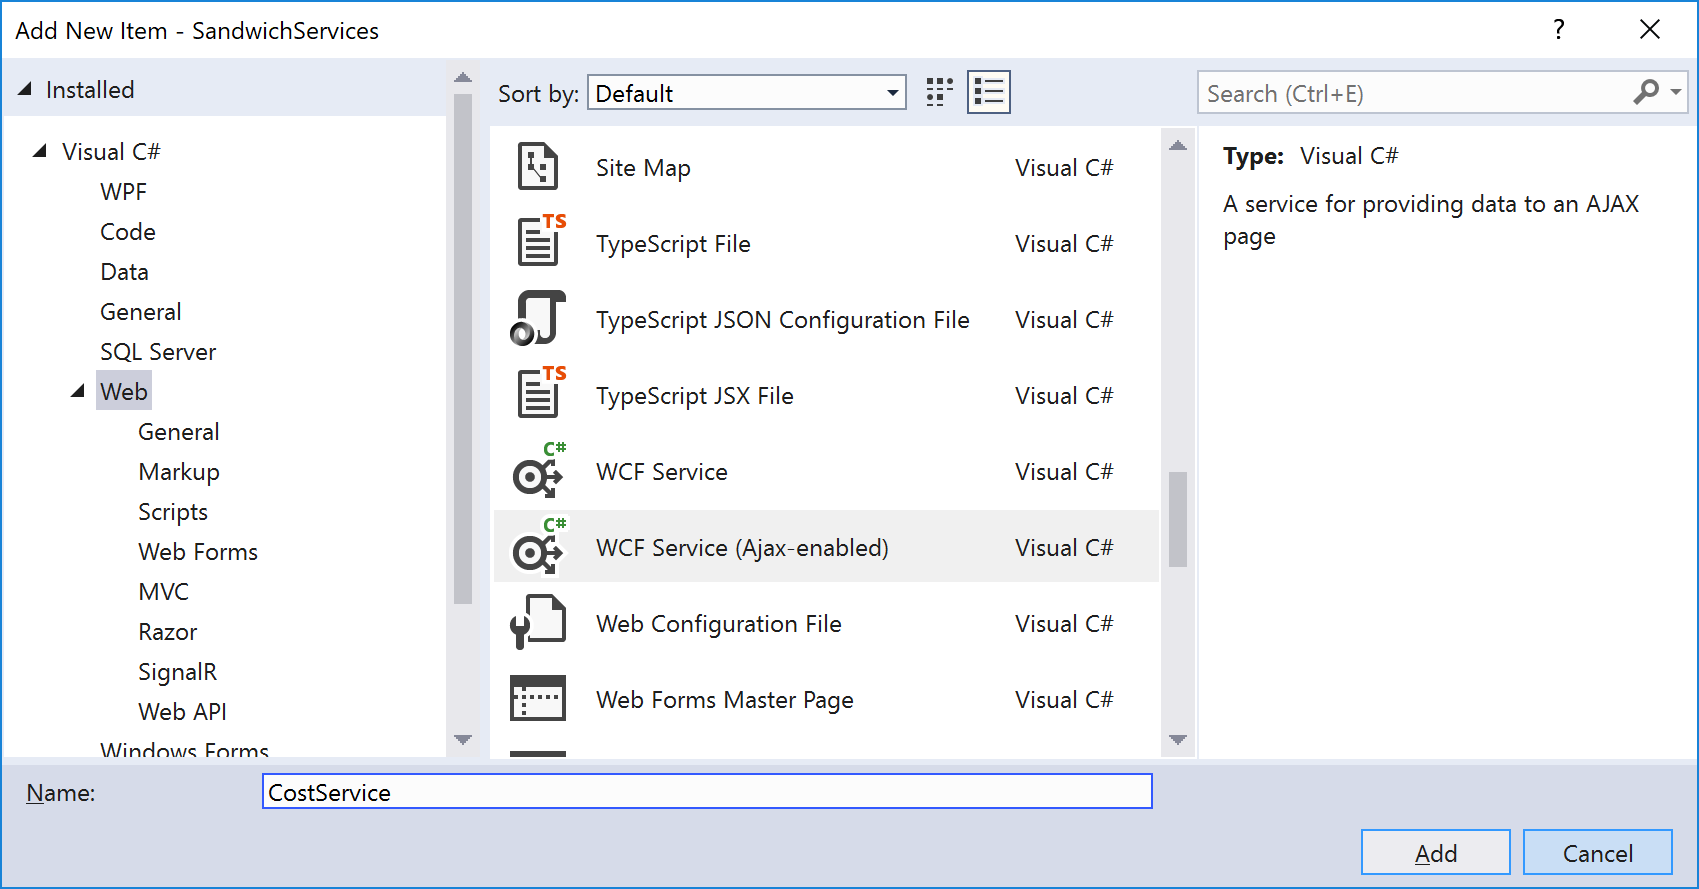 Add New Item - SandwichServices
?
Installed
Visual C#
WPF
Code
Data
General
SQL Server
Web
General
Markup
Scripts
Web Forms
MVC
Razor
SignalR
Web API
Windows Forms
Sort by: Default
Site Map Visual C#
TS
TypeScript File Visual C#
TypeScript JSON Configuration File Visual C#
TS
TypeScript JSX File Visual C#
C#
WCF Service Visual C#
C#
WCF Service (Ajax-enabled) Visual C#
Web Configuration File Visual C#
Web Forms Master Page Visual C#
Search (Ctrl+E)
Type: Visual C#
A service for providing data to an AJAX
page
Name: CostService
Add Cancel